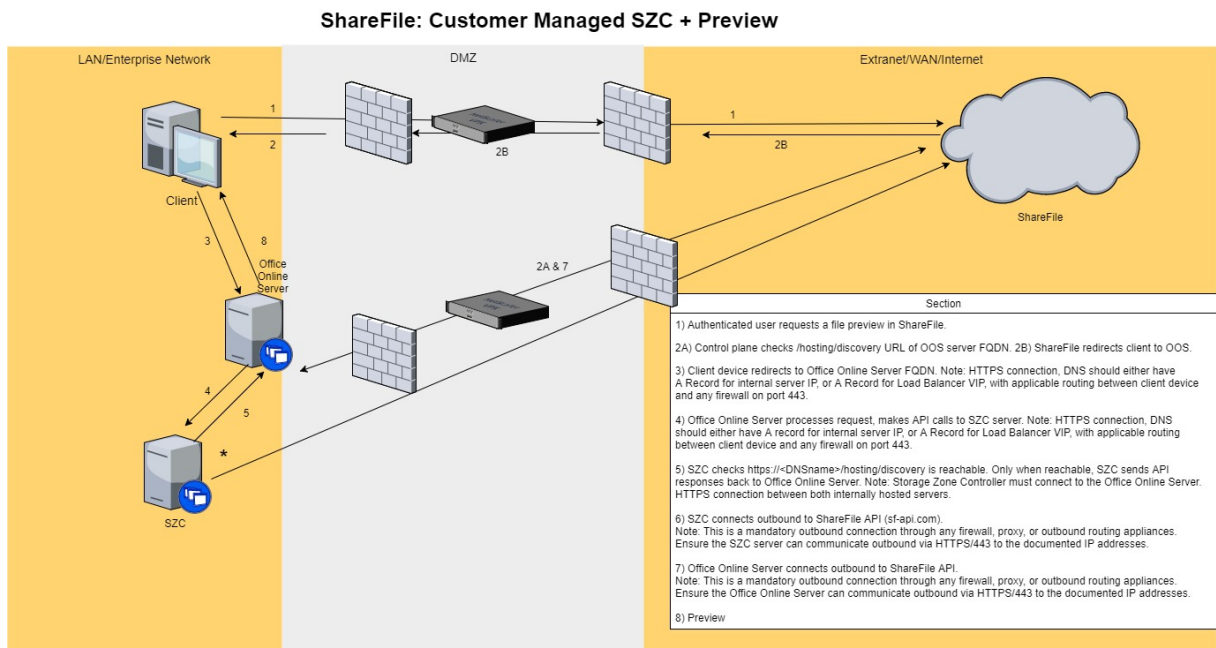 ShareFile: Customer Managed SZC + Preview
LAN/Enterprise Network
DMZ
Extranet/WAN/Internet
1
2
2B
1
2B
Client
ShareFile
3
8
Office
Online
Server
2A & 7
4
5
*
SZC
Section
1) Authenticated user requests a file preview in ShareFile.
2A) Control plane checks /hosting/discovery URL of OOS server FQDN. 2B) ShareFile redirects client to OOS.
3) Client device redirects to Office Online Server FQDN. Note: HTTPS connection, DNS should either have
A Record for internal server IP, or A Record for Load Balancer VIP, with applicable routing between client device
and any firewall on port 443.
4) Office Online Server processes request, makes API calls to SZC server. Note: HTTPS connection, DNS
should either have A record for internal server IP, or A Record for Load Balancer VIP, with applicable routing
between client device and any firewall on port 443.
5) SZC checks https://<DNSname>/hosting/discovery is reachable. Only when reachable, SZC sends API
responses back to Office Online Server. Note: Storage Zone Controller must connect to the Office Online Server.
HTTPS connection between both internally hosted servers.
6) SZC connects outbound to ShareFile API (sf-api.com).
Note: This is a mandatory outbound connection through any firewall, proxy, or outbound routing appliances.
Ensure the SZC server can communicate outbound via HTTPS/443 to the documented IP addresses.
7) Office Online Server connects outbound to ShareFile API.
Note: This is a mandatory outbound connection through any firewall, proxy, or outbound routing appliances.
Ensure the Office Online Server can communicate outbound via HTTPS/443 to the documented IP addresses.
8) Preview